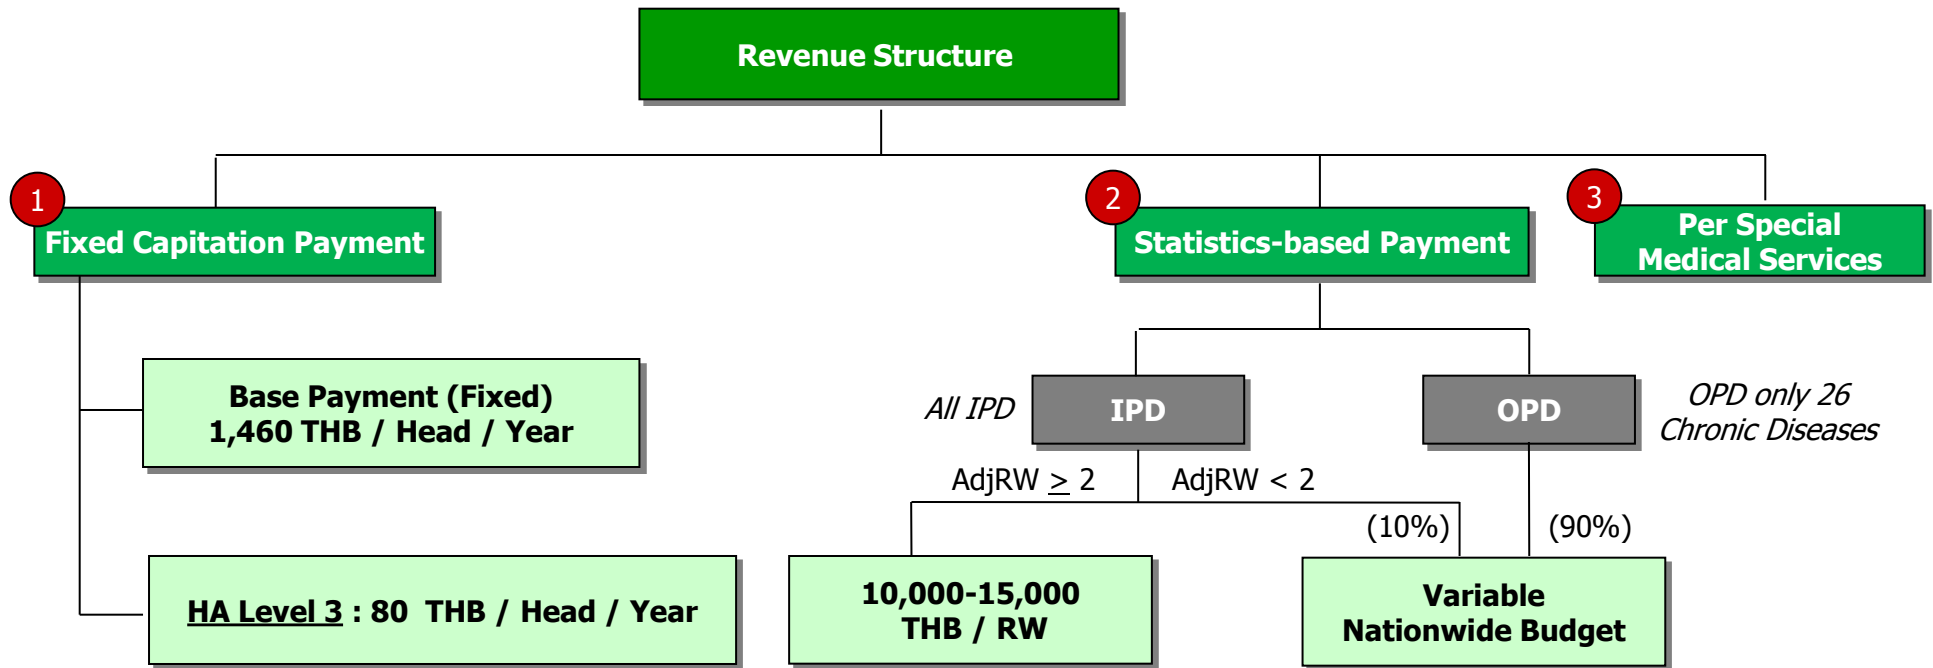 Revenue Structure
1
Fixed Capitation Payment
2
Statistics-based Payment
3
Per Special
Medical Services
Base Payment (Fixed)
1,460 THB / Head / Year
HA Level 3 : 80 THB / Head / Year
All IPD
IPD
OPD
OPD only 26
Chronic Diseases
AdjRW ≥ 2
AdjRW < 2
(10%)
(90%)
10,000-15,000
THB / RW
Variable
Nationwide Budget